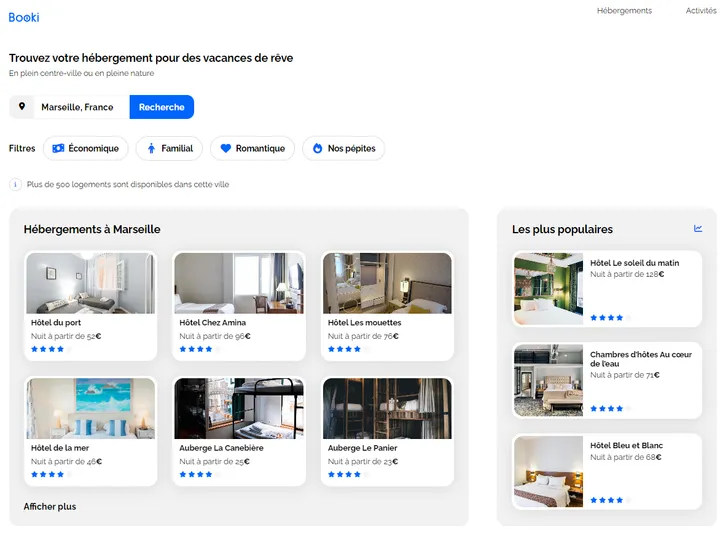 Booki
Hébergements
Activités
Trouvez votre hébergement pour des vacances de rêve
En plein centre-ville ou en pleine nature
Marseille, France
Recherche
Filtres
Économique
Familial
Romantique
Nos pépites
i
Plus de 500 logements sont disponibles dans cette ville
Hébergements à Marseille
Hôtel du port
Nuit à partir de 52€
Hôtel Chez Amina
Nuit à partir de 96€
Hôtel Les mouettes
Nuit à partir de 76€
Hôtel de la mer
Nuit à partir de 46€
Auberge La Canebière
Nuit à partir de 25€
Auberge Le Panier
Nuit à partir de 23€
Afficher plus
Les plus populaires
Hôtel Le soleil du matin
Nuit à partir de 128€
Chambres d'hôtes Au cœur
de l'eau
Nuit à partir de 71€
Hôtel Bleu et Blanc
Nuit à partir de 68€